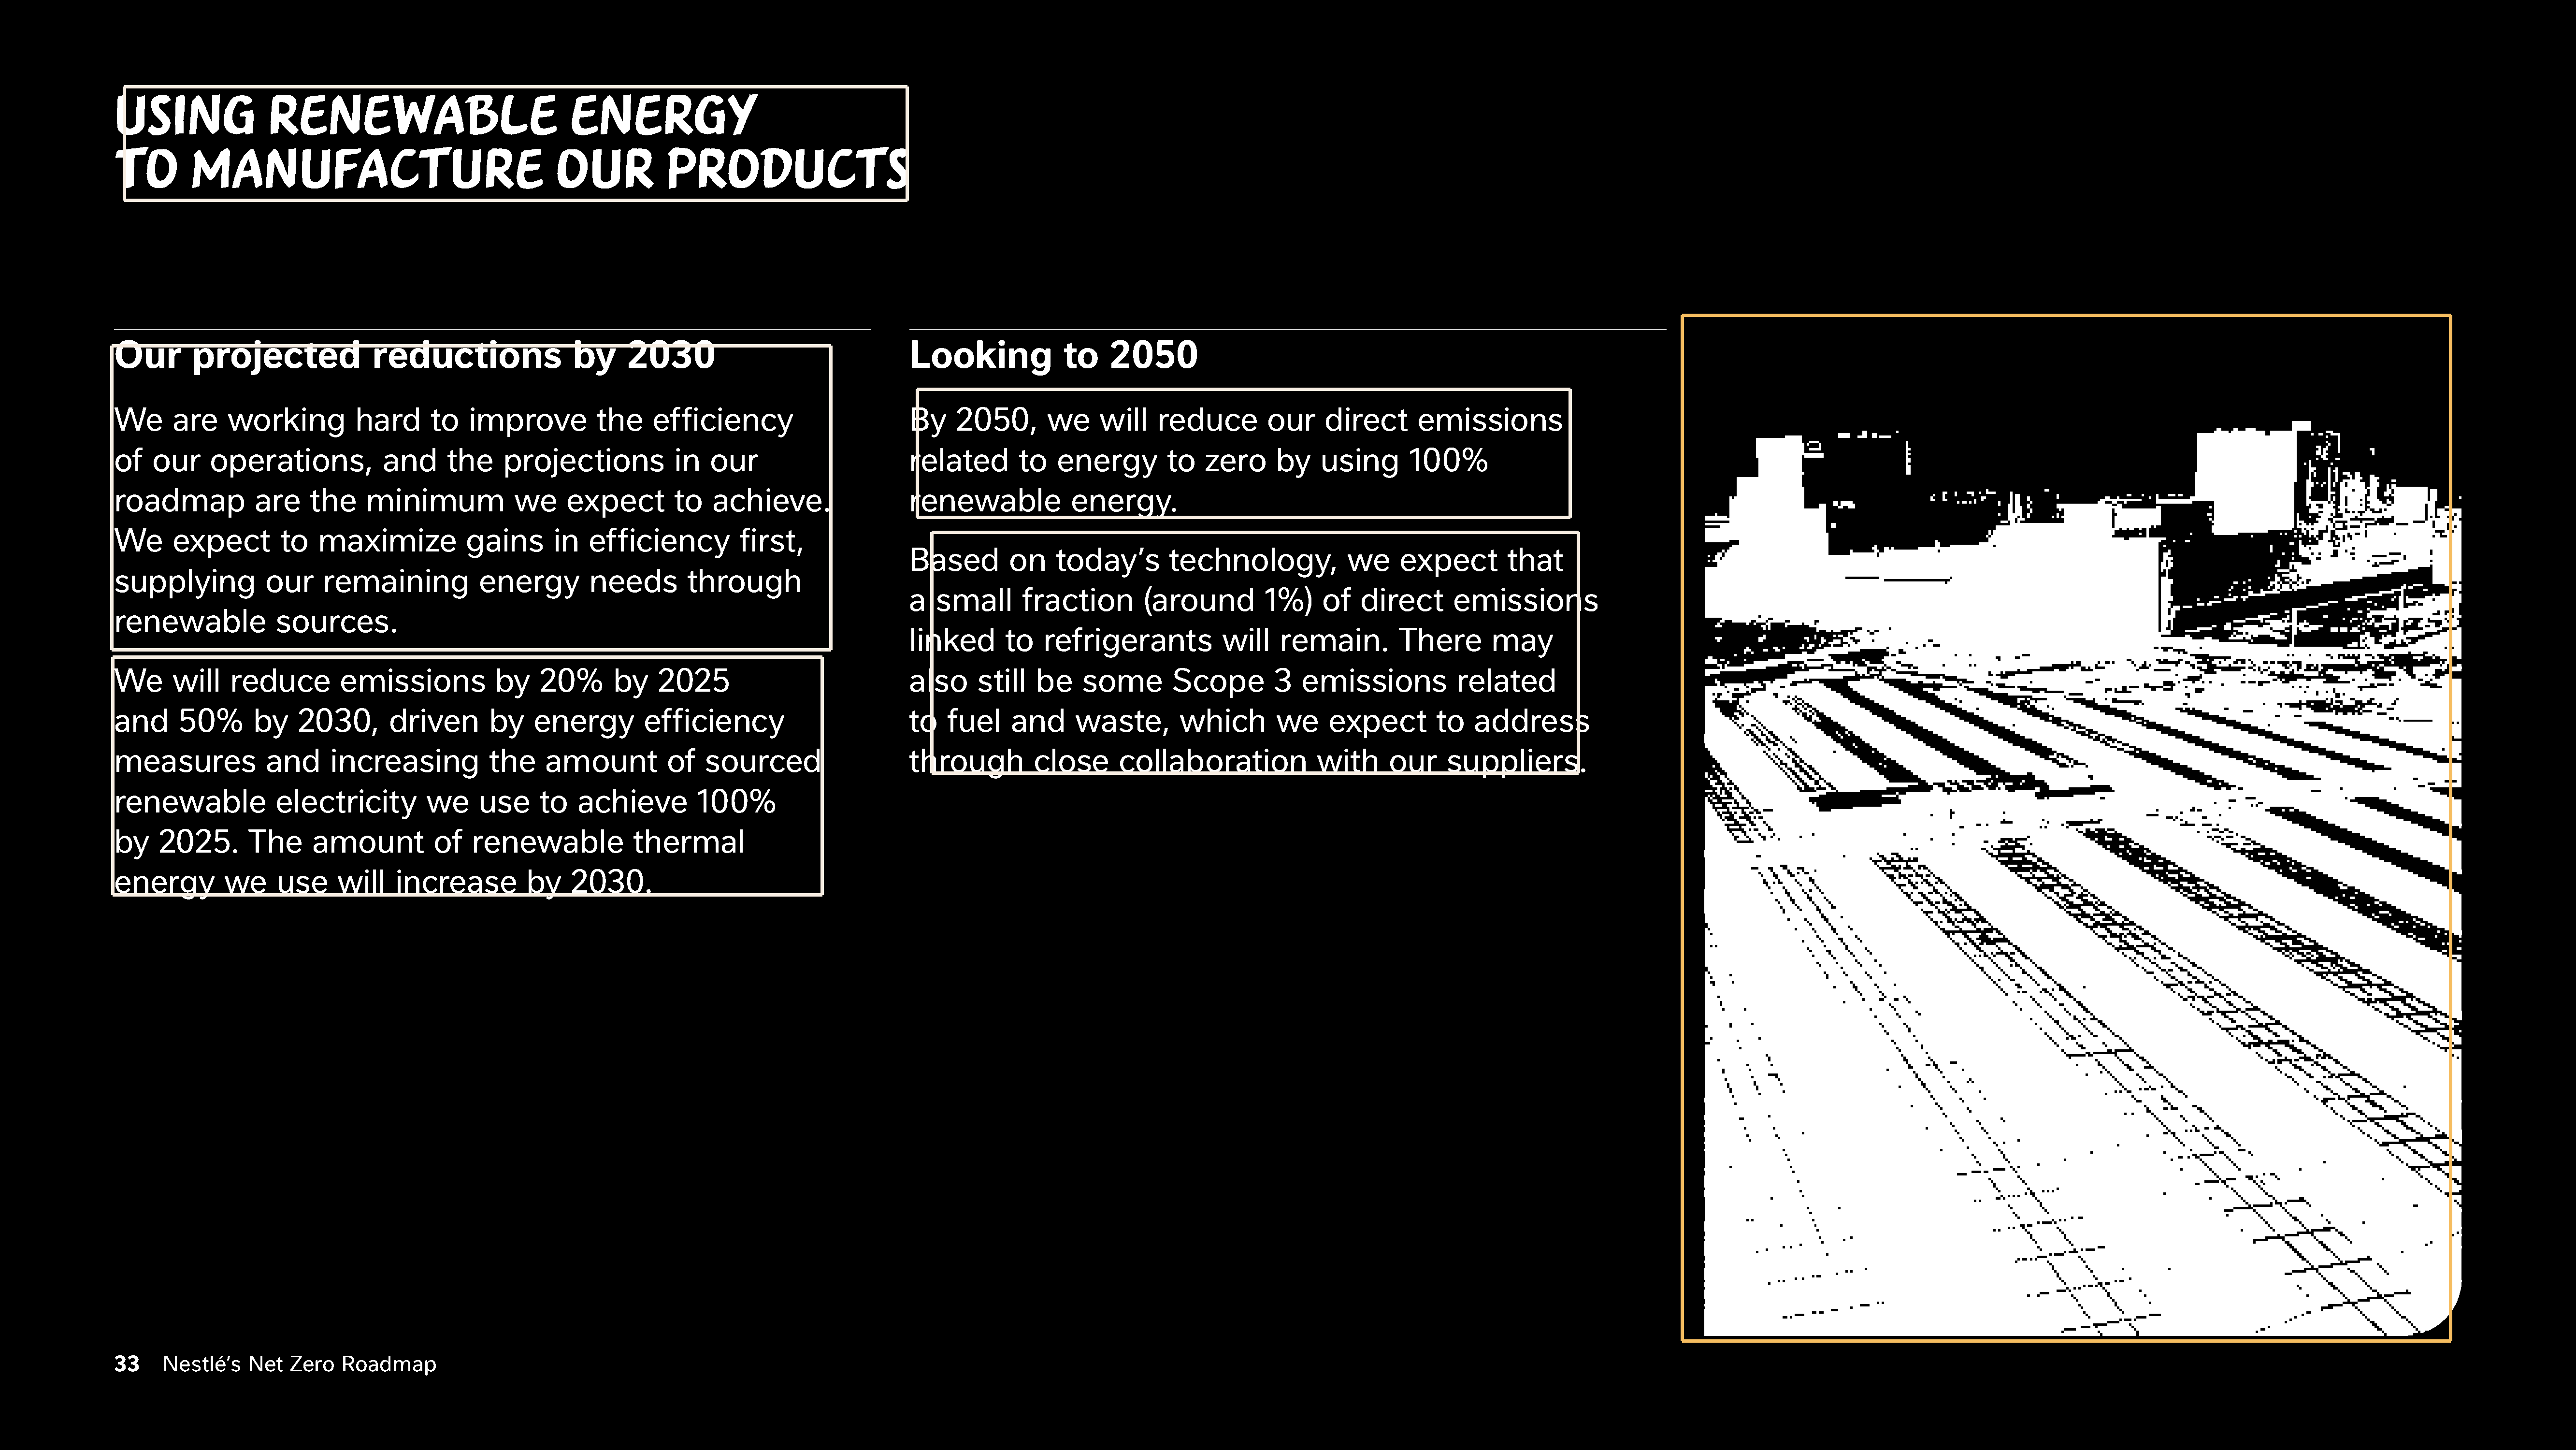 USING RENEWABLE ENERGY
TO MANUFACTURE OUR PRODUCTS
Our projected reductions by 2030
We are working hard to improve the efficiency
of our operations, and the projections in our
roadmap are the minimum we expect to achieve.
We expect to maximize gains in efficiency first,
supplying our remaining energy needs through
renewable sources.
We will reduce emissions by 20% by 2025
and 50% by 2030, driven by energy efficiency
measures and increasing the amount of sourced
renewable electricity we use to achieve 100%
by 2025. The amount of renewable thermal
energy we use will increase by 2030.
Looking to 2050
By 2050, we will reduce our direct emissions
related to energy to zero by using 100%
renewable energy.
Based on today’s technology, we expect that
a small fraction (around 1%) of direct emissions
linked to refrigerants will remain. There may
also still be some Scope 3 emissions related
to fuel and waste, which we expect to address
through close collaboration with our suppliers.
33 Nestlé’s Net Zero Roadmap